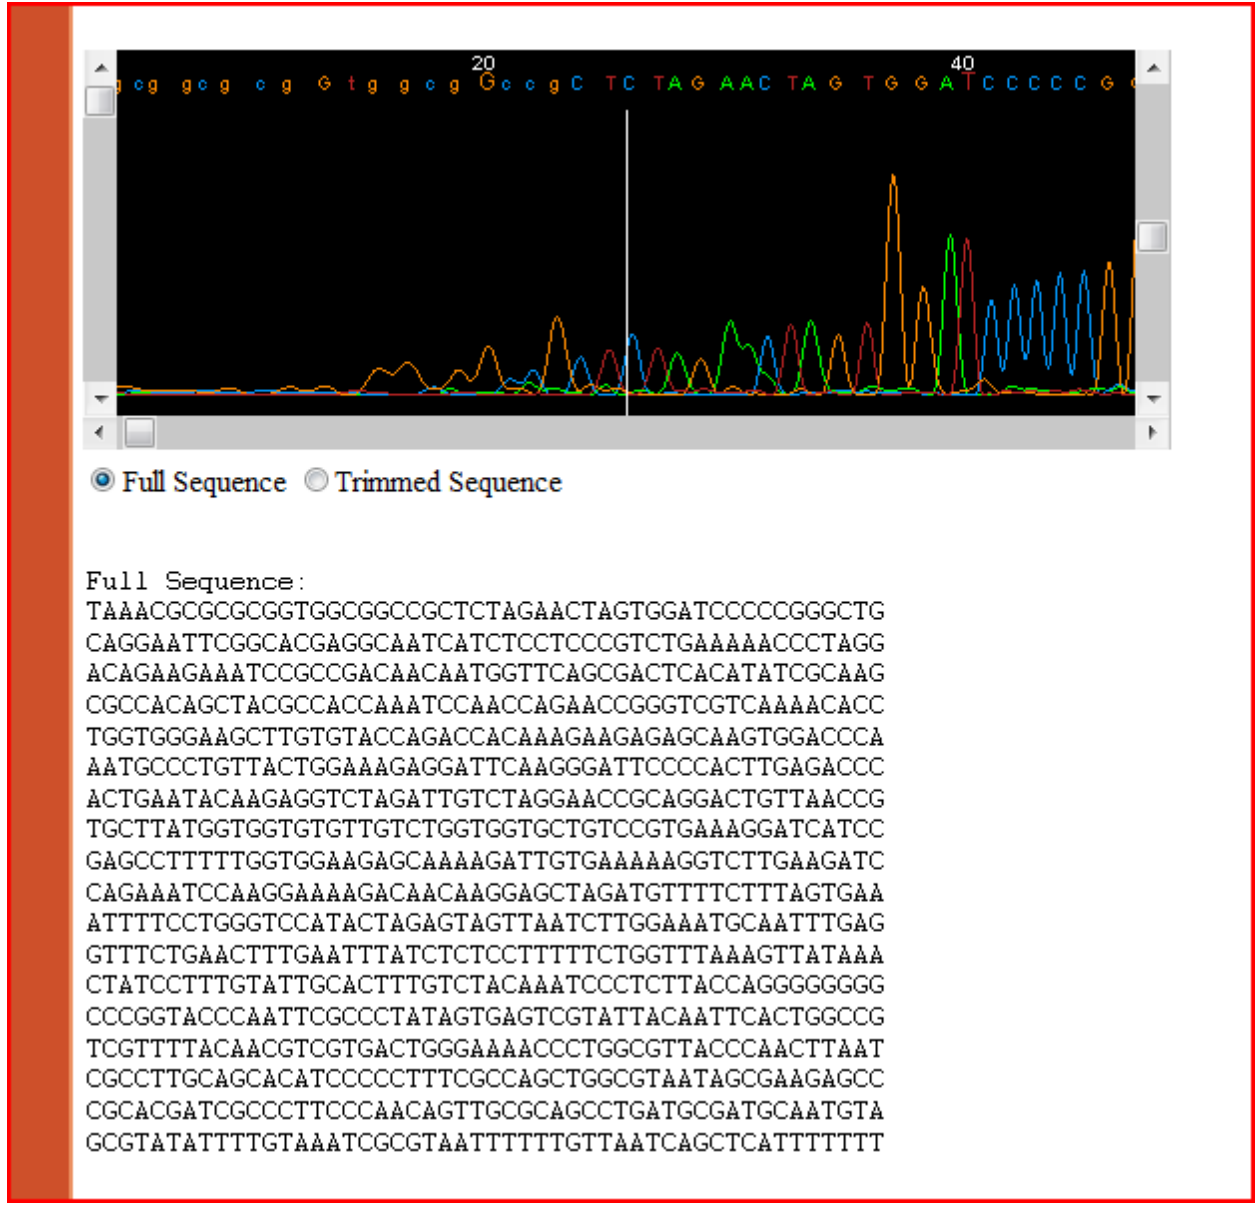 20 40
g c g g c g c g G t g g c g G c c g C T C T A G A A C T A G T G G A T C C C C C G
Full Sequence Trimmed Sequence
Full Sequence:
TAAACGCGCGCGGTGGCGGCCGCTCTAGAACTAGTGGATCCCCCGGGCTG
CAGGAATTCGGCACGAGGCAATCATCTCCTCCCGTCTGAAAAACCCTAGG
ACAGAAGAAATCCGCCGACAACAATGGTTCAGCGACTCACATATCGCAAG
CGCCACAGCTACGCCACCAAATCCAACCAGAACCGGGTCGTCAAAACACC
TGGTGGGAAGCTTGTGTACCAGACCACAAAGAAGAGAGCAAGTGGACCCA
AATGCCCTGTTACTGGAAAGAGGATTCAAGGGATTCCCCACTTGAGACCC
ACTGAATACAAGAGGTCTAGATTGTCTAGGAACCGCAGGACTGTTAACCG
TGCTTATGGTGGTGTGTTGTCTGGTGGTGCTGTCCGTGAAAGGATCATCC
GAGCCTTTTTGGTGGAAGAGCAAAAGATTGTGAAAAAGGTCTTGAAGATC
CAGAAATCCAAGGAAAAGACAACAAGGAGCTAGATGTTTTCTTTAGTGAA
ATTTTCCTGGGTCCATACTAGAGTAGTTAATCTTGGAAATGCAATTTGAG
GTTTCTGAACTTTGAATTTATCTCTCCTTTTTCTGGTTTAAAGTTATAAA
CTATCCTTTGTATTGCACTTTGTCTACAAATCCCTCTTACCAGGGGGGGG
CCCGGTACCCAATTCGCCCTATAGTGAGTCGTATTACAATTCACTGGCCG
TCGTTTTACAACGTCGTGACTGGGAAAACCCTGGCGTTACCCAACTTAAT
CGCCTTGCAGCACATCCCCCTTTCGCCAGCTGGCGTAATAGCGAAGAGCC
CGCACGATCGCCCTTCCCAACAGTTGCGCAGCCTGATGCGATGCAATGTA
GCGTATATTTTGTAAATCGCGTAATTTTTTGTTAATCAGCTCATTTTTTT